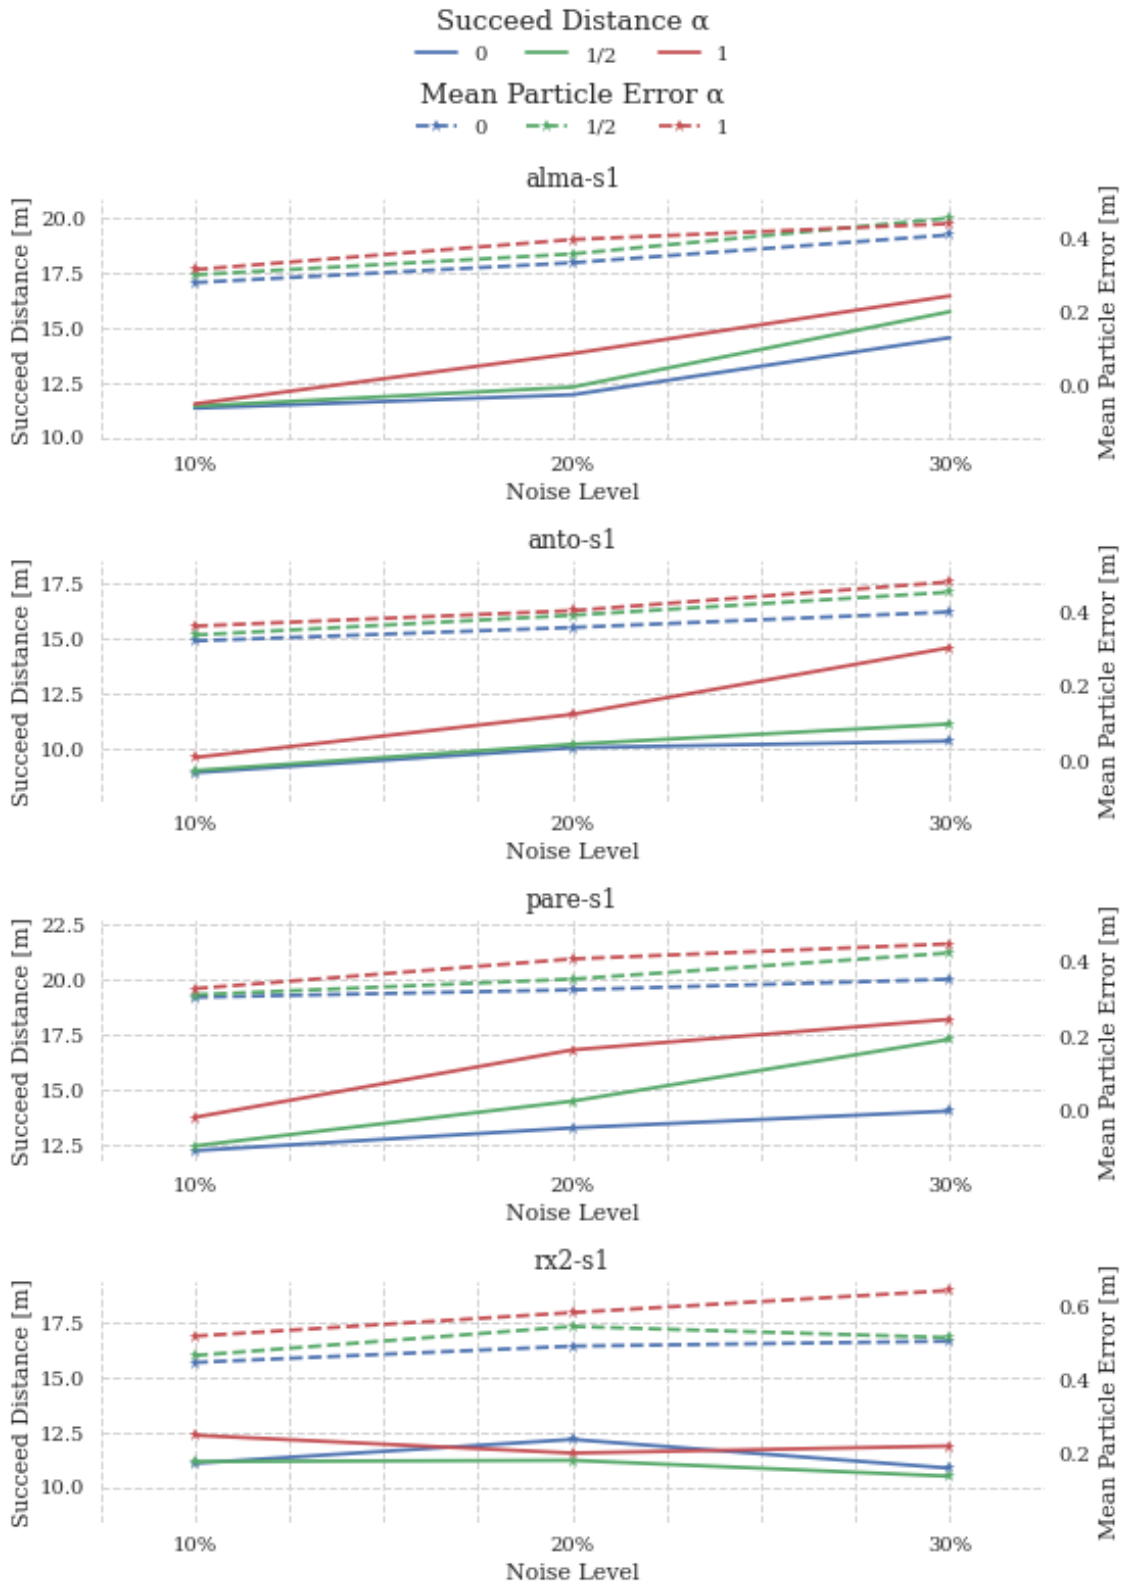 Succeed Distance α
0 1/2 1
Mean Particle Error α
0 1/2 1
alma-s1
Succeed Distance [m]
20.0
17.5
15.0
12.5
10.0
0.4
0.2
0.0
Mean Particle Error [m]
10% 20% 30%
Noise Level
anto-s1
Succeed Distance [m]
17.5
15.0
12.5
10.0
0.4
0.2
0.0
Mean Particle Error [m]
10% 20% 30%
Noise Level
pare-s1
Succeed Distance [m]
22.5
20.0
17.5
15.0
12.5
0.4
0.2
0.0
Mean Particle Error [m]
10% 20% 30%
Noise Level
rx2-s1
Succeed Distance [m]
17.5
15.0
12.5
10.0
0.6
0.4
0.2
Mean Particle Error [m]
10% 20% 30%
Noise Level